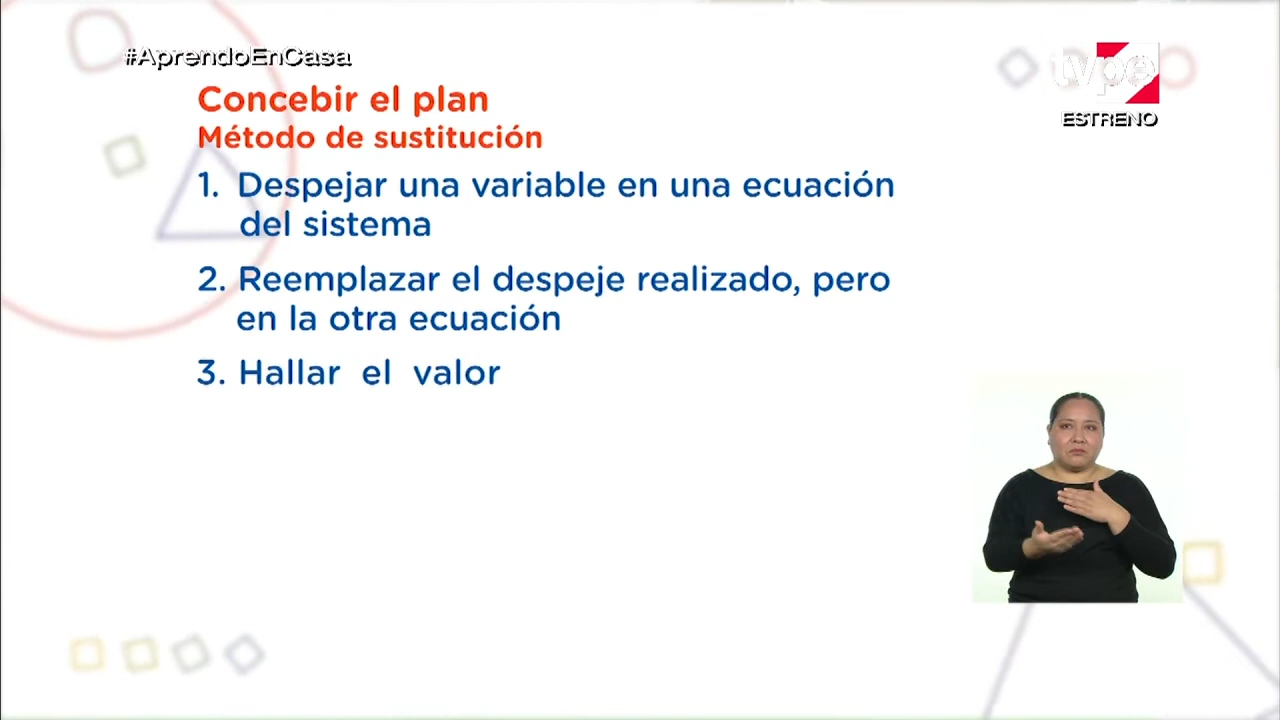 #AprendoEnCasa
tvpe
ESTRENO
Concebir el plan
Método de sustitución
1. Despejar una variable en una ecuación
del sistema
2. Reemplazar el despeje realizado, pero
en la otra ecuación
3. Hallar el valor